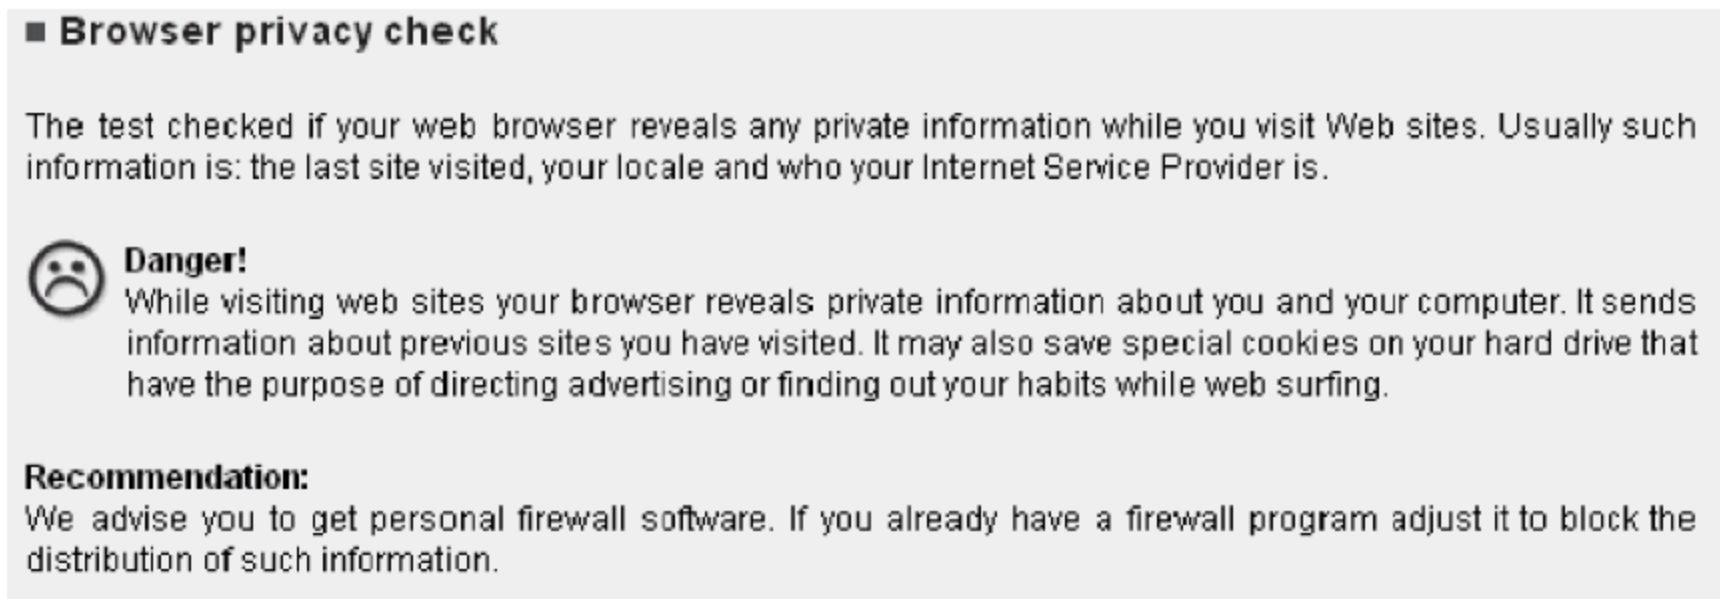 Browser privacy check
The test checked if your web browser reveals any private information while you visit Web sites. Usually such
information is: the last site visited, your locale and who your Internet Service Provider is.
Danger!
While visiting web sites your browser reveals private information about you and your computer. It sends
information about previous sites you have visited. It may also save special cookies on your hard drive that
have the purpose of directing advertising or finding out your habits while web surfing.
Recommendation:
We advise you to get personal firewall software. If you already have a firewall program adjust it to block the
distribution of such information.